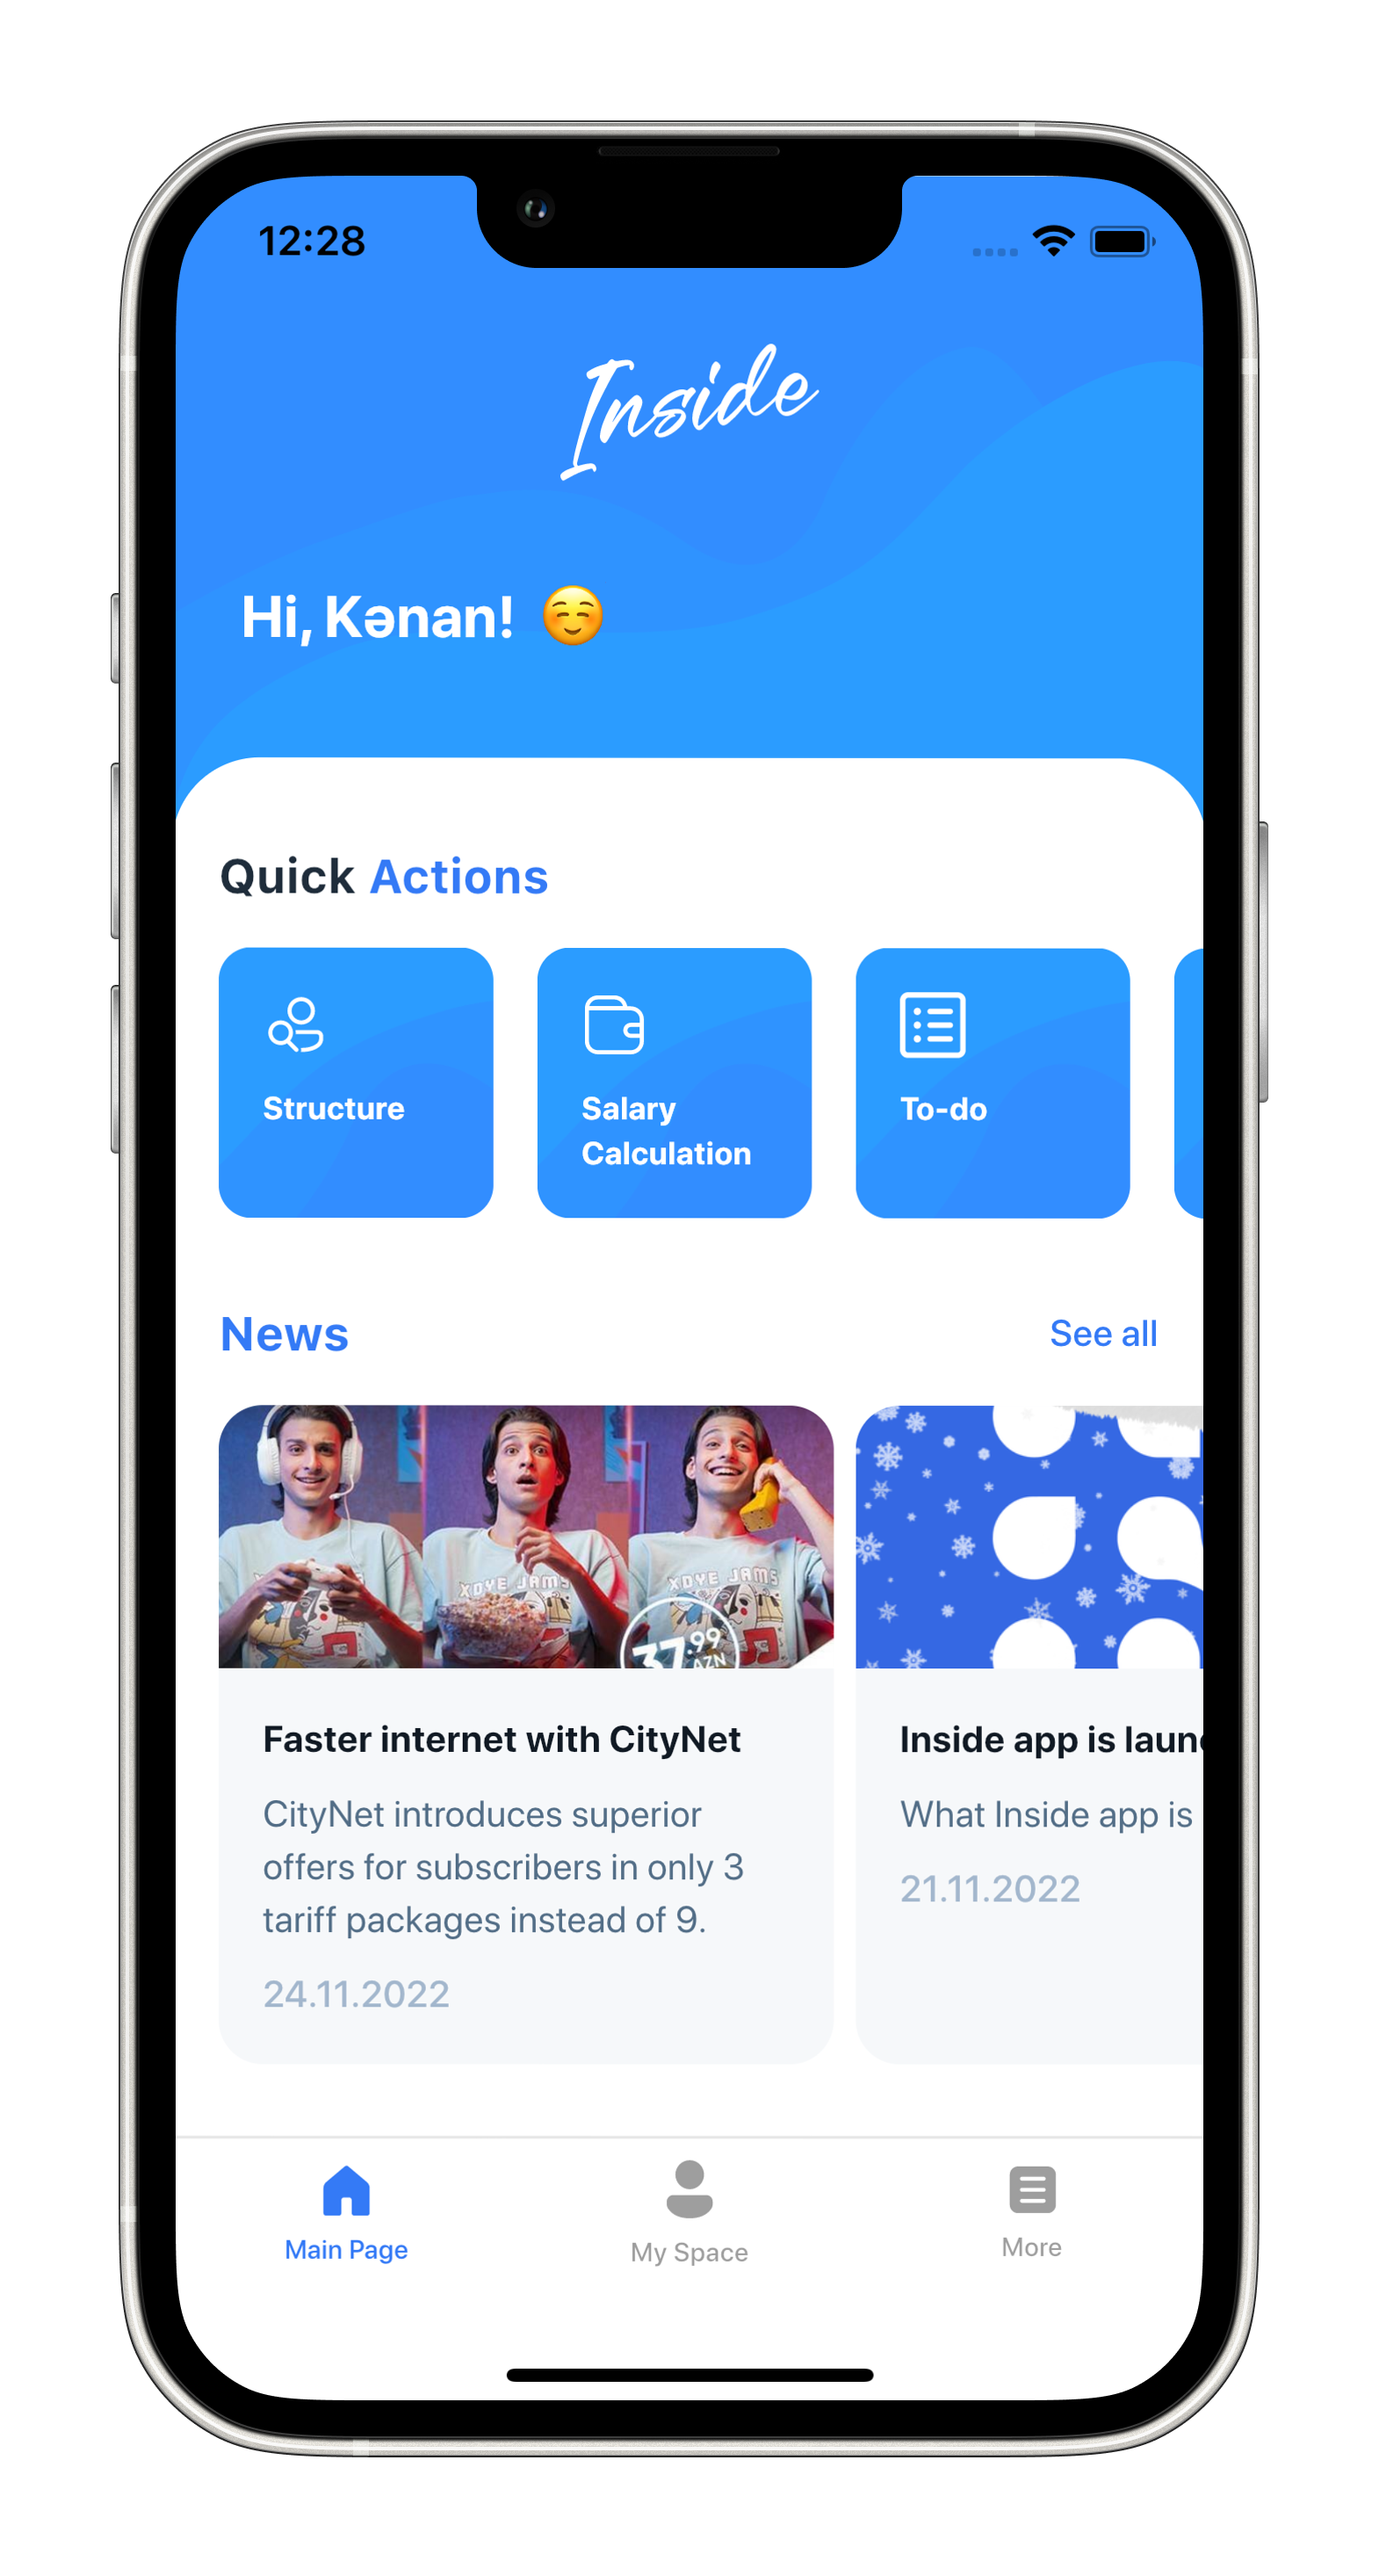 12:28
Inside
Hi, Kənan! ☺️
Quick Actions
Structure
Salary
Calculation
To-do
News
See all
XDYE JAMS
XDYE JAMS
37.99
AZN
Faster internet with CityNet
CityNet introduces superior
offers for subscribers in only 3
tariff packages instead of 9.
24.11.2022
Inside app is laun
What Inside app is
21.11.2022
Main Page
My Space
More